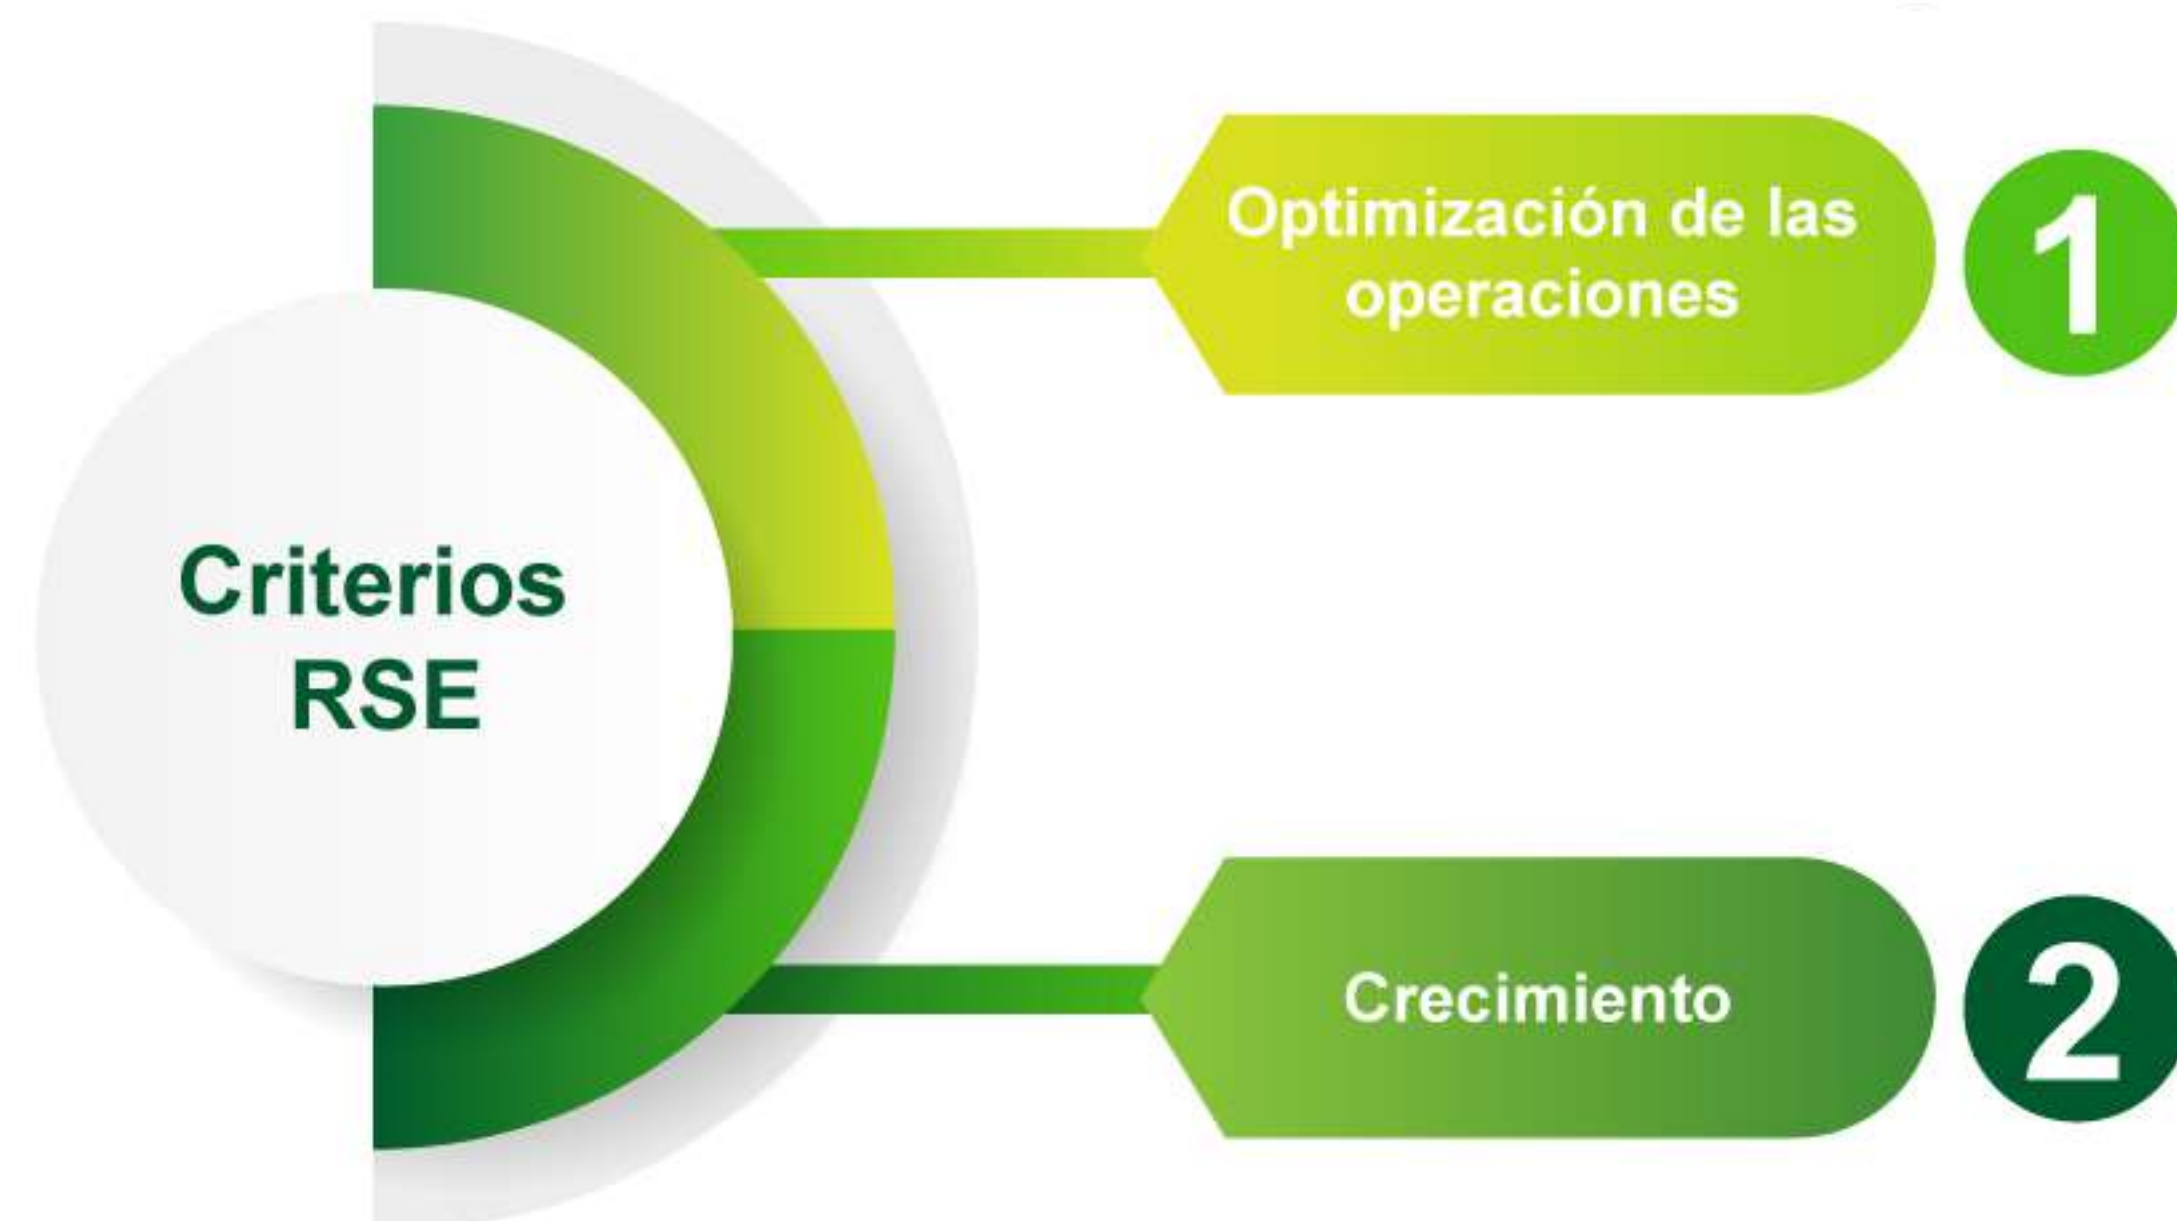 Optimización de las
operaciones
1
Criterios
RSE
Crecimiento
2